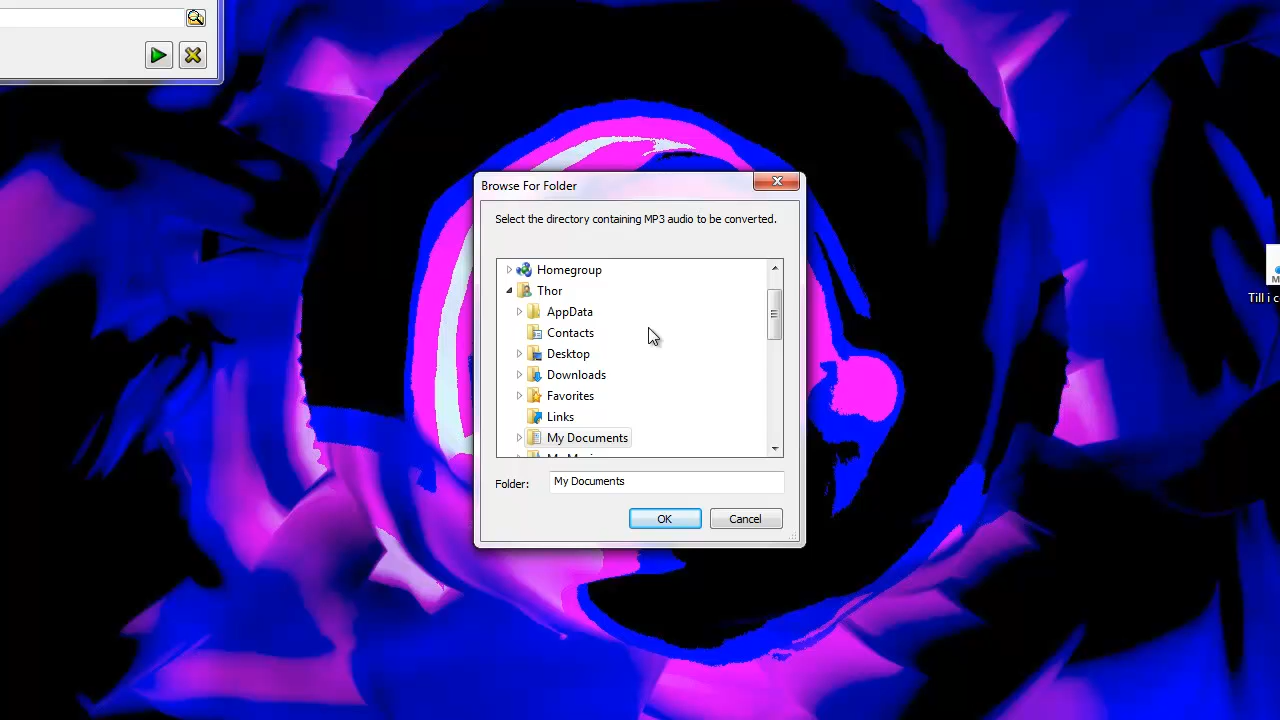 Browse For Folder
Select the directory containing MP3 audio to be converted.
Homegroup
Thor
AppData
Contacts
Desktop
Downloads
Favorites
Links
My Documents
Folder: My Documents
OK Cancel
Till i c